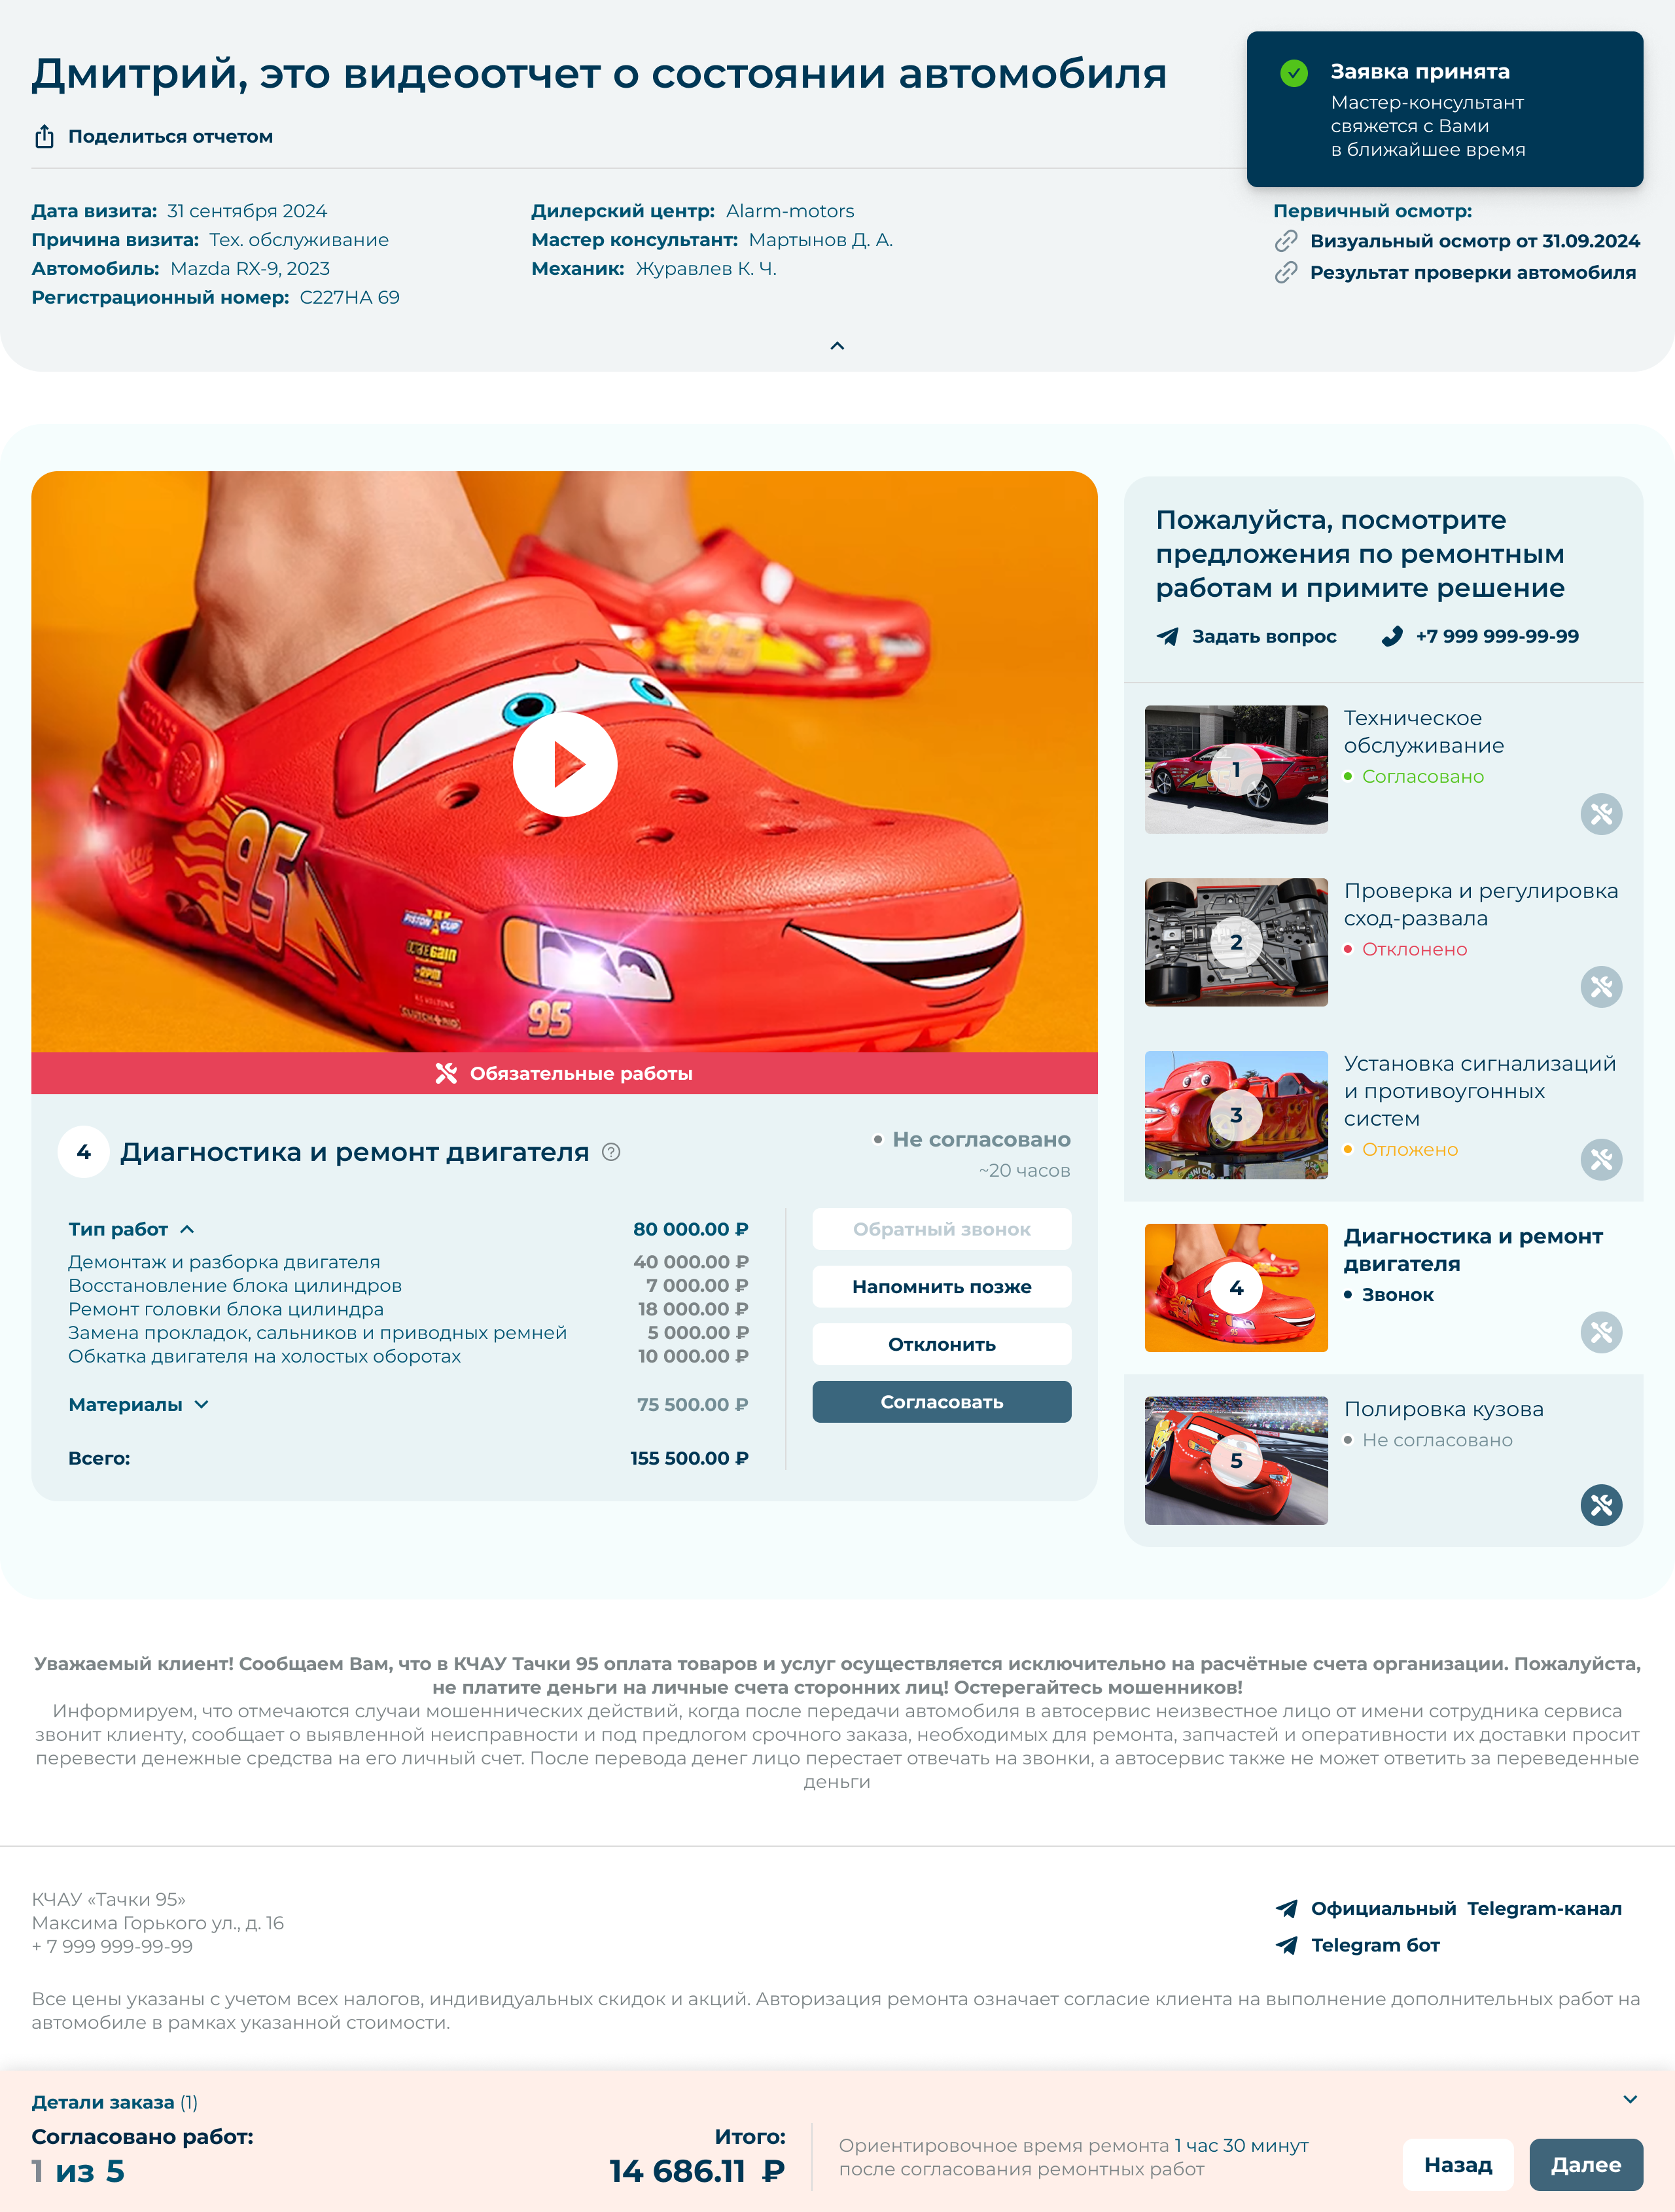 Дмитрий, это видеоотчет о состоянии автомобиля
Поделиться отчетом
Заявка принята
Мастер-консультант
свяжется с Вами
в ближайшее время
Дата визита: 31 сентября 2024
Причина визита: Тех. обслуживание
Автомобиль: Mazda RX-9, 2023
Регистрационный номер: С227НА 69
Дилерский центр: Alarm-motors
Мастер консультант: Мартынов Д. А.
Механик: Журавлев К. Ч.
Первичный осмотр:
Визуальный осмотр от 31.09.2024
Результат проверки автомобиля
95
PISTON CUP
95
Обязательные работы
4 Диагностика и ремонт двигателя ?
Не согласовано
~20 часов
Тип работ 80 000.00 ₽
Демонтаж и разборка двигателя 40 000.00 ₽
Восстановление блока цилиндров 7 000.00 ₽
Ремонт головки блока цилиндра 18 000.00 ₽
Замена прокладок, сальников и приводных ремней 5 000.00 ₽
Обкатка двигателя на холостых оборотах 10 000.00 ₽
Материалы 75 500.00 ₽
Всего: 155 500.00 ₽
Обратный звонок
Напомнить позже
Отклонить
Согласовать
Пожалуйста, посмотрите
предложения по ремонтным
работам и примите решение
Задать вопрос +7 999 999-99-99
1
Техническое
обслуживание
Согласовано
2
Проверка и регулировка
сход-развала
Отклонено
3
Установка сигнализаций
и противоугонных
систем
Отложено
4
Диагностика и ремонт
двигателя
Звонок
5
Полировка кузова
Не согласовано
Уважаемый клиент! Сообщаем Вам, что в КЧАУ Тачки 95 оплата товаров и услуг осуществляется исключительно на расчётные счета организации. Пожалуйста,
не платите деньги на личные счета сторонних лиц! Остерегайтесь мошенников!
Информируем, что отмечаются случаи мошеннических действий, когда после передачи автомобиля в автосервис неизвестное лицо от имени сотрудника сервиса
звонит клиенту, сообщает о выявленной неисправности и под предлогом срочного заказа, необходимых для ремонта, запчастей и оперативности их доставки просит
перевести денежные средства на его личный счет. После перевода денег лицо перестает отвечать на звонки, а автосервис также не может ответить за переведенные
деньги
КЧАУ «Тачки 95»
Максима Горького ул., д. 16
+ 7 999 999-99-99
Официальный Telegram-канал
Telegram бот
Все цены указаны с учетом всех налогов, индивидуальных скидок и акций. Авторизация ремонта означает согласие клиента на выполнение дополнительных работ на
автомобиле в рамках указанной стоимости.
Детали заказа (1)
Согласовано работ:
1 из 5
Итого:
14 686.11 ₽
Ориентировочное время ремонта 1 час 30 минут
после согласования ремонтных работ
Назад
Далее